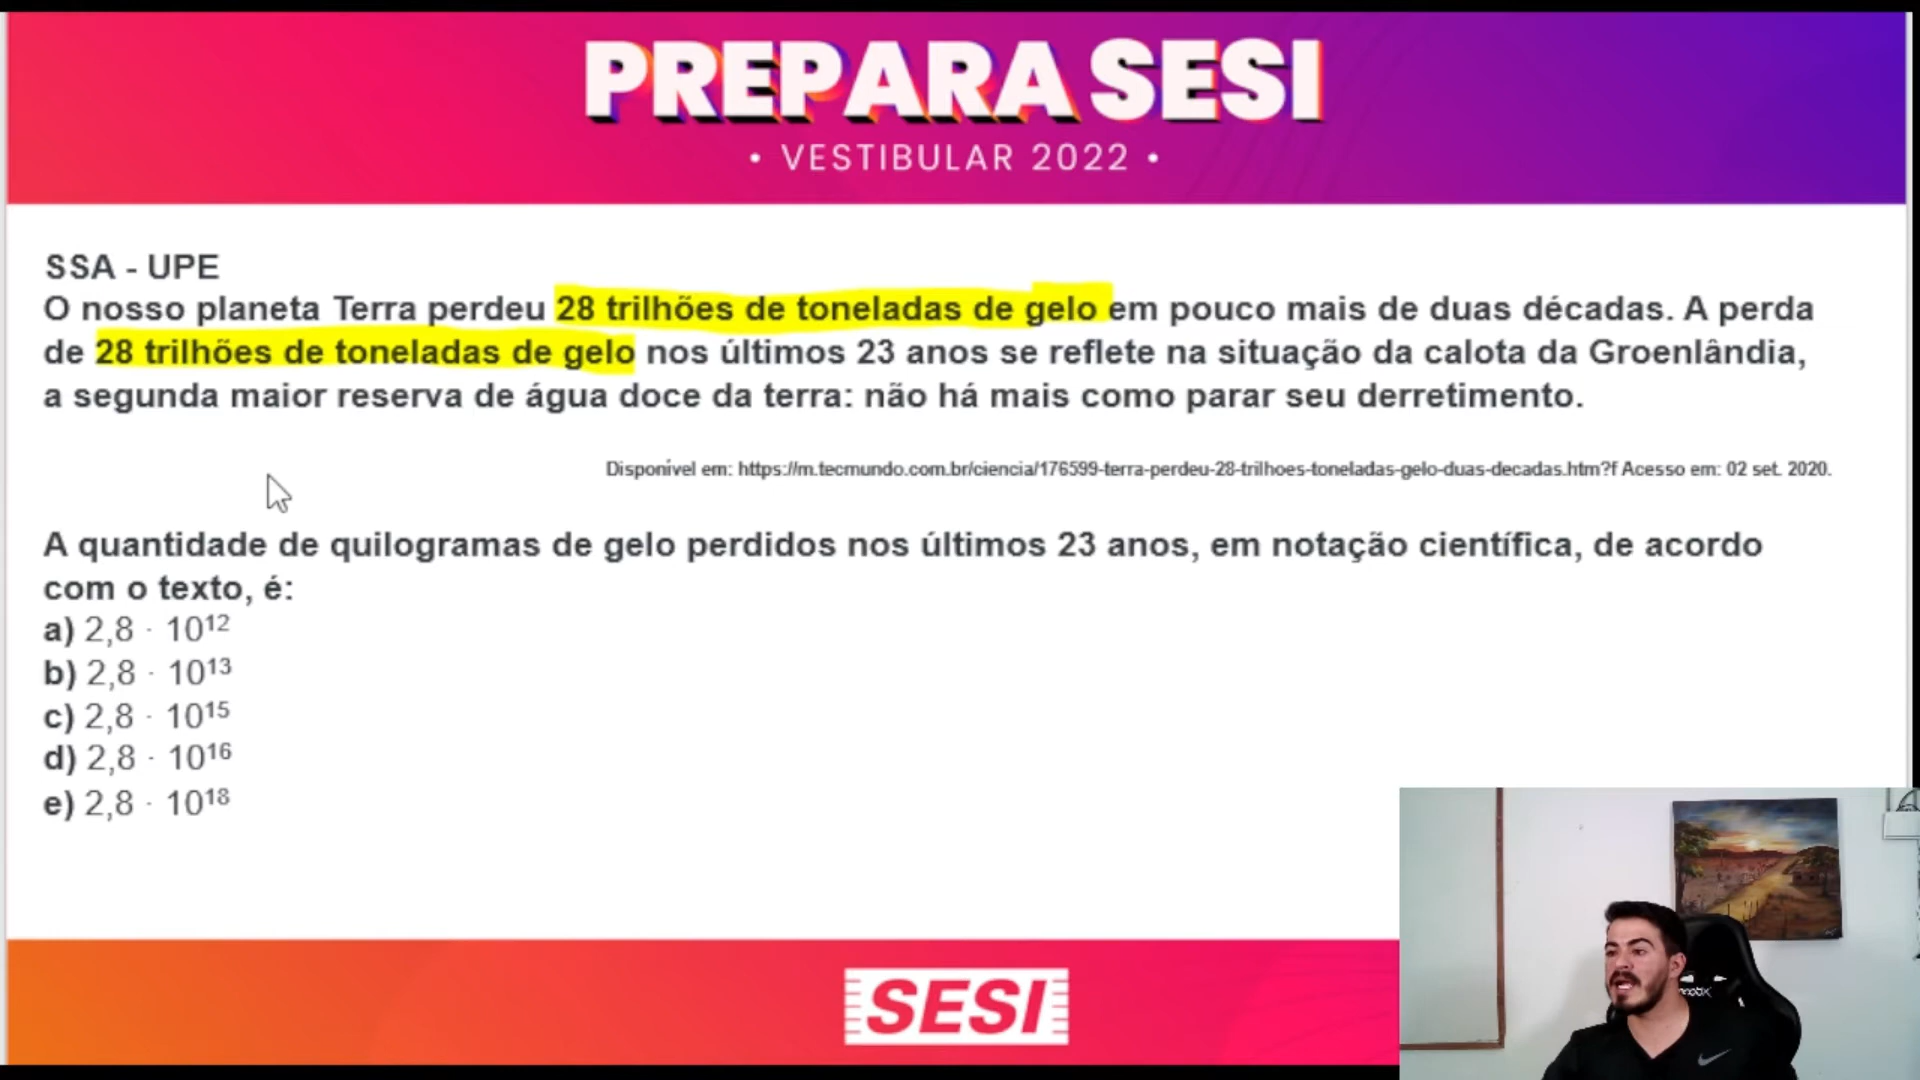 PREPARA SESI
• VESTIBULAR 2022 •
SSA - UPE
O nosso planeta Terra perdeu 28 trilhões de toneladas de gelo em pouco mais de duas décadas. A perda
de 28 trilhões de toneladas de gelo nos últimos 23 anos se reflete na situação da calota da Groenlândia,
a segunda maior reserva de água doce da terra: não há mais como parar seu derretimento.
Disponível em: https://m.tecmundo.com.br/ciencia/176599-terra-perdeu-28-trilhoes-toneladas-gelo-duas-decadas.htm?f Acesso em: 02 set. 2020.
A quantidade de quilogramas de gelo perdidos nos últimos 23 anos, em notação científica, de acordo
com o texto, é:
a) 2,8 · 10¹²
b) 2,8 · 10¹³
c) 2,8 · 10¹⁵
d) 2,8 · 10¹⁶
e) 2,8 · 10¹⁸
SESI